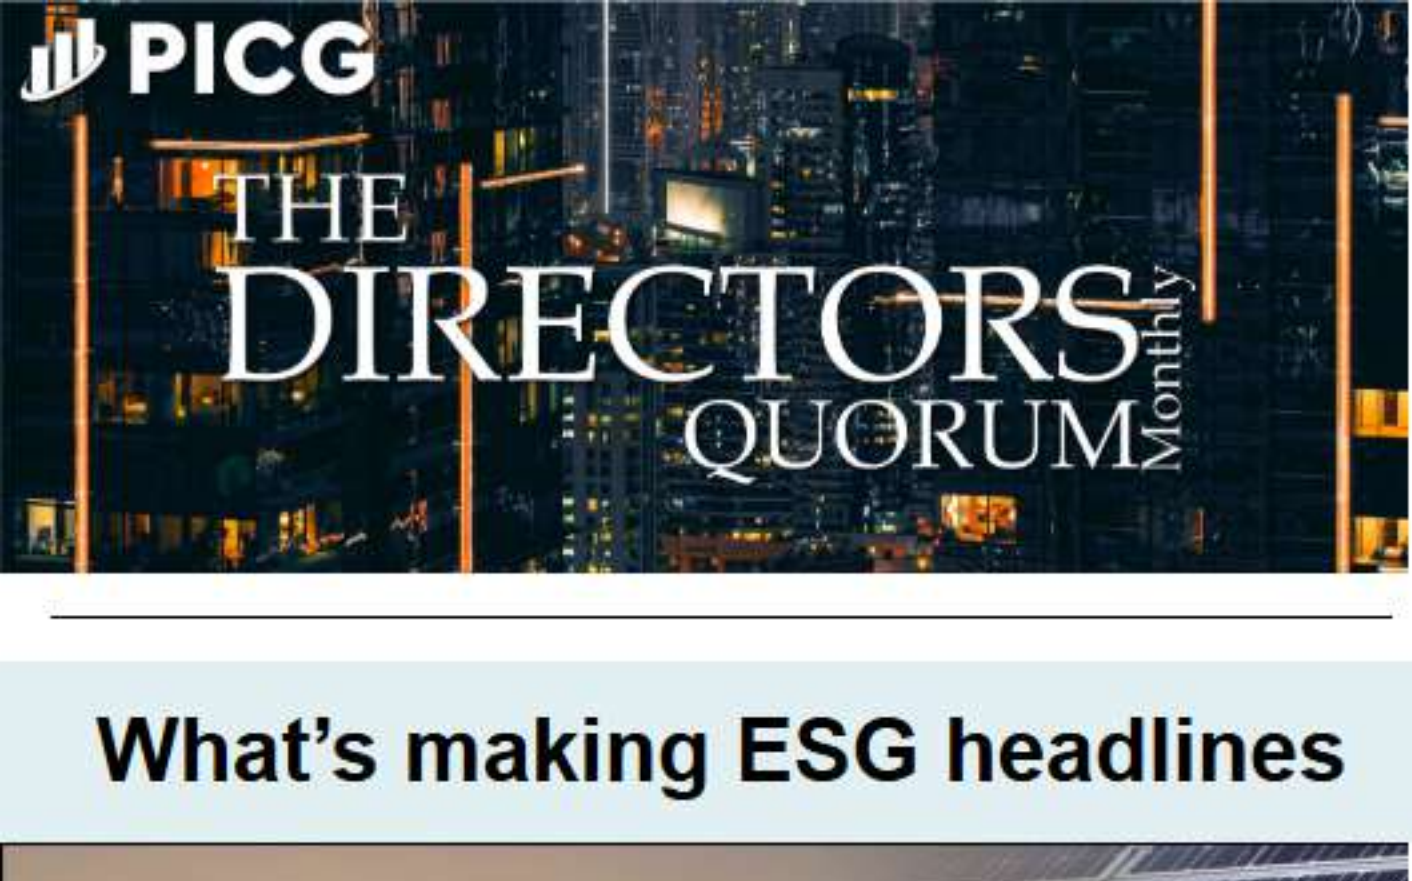 PICG
THE
DIRECTORS
QUORUM
Monthly
What's making ESG headlines